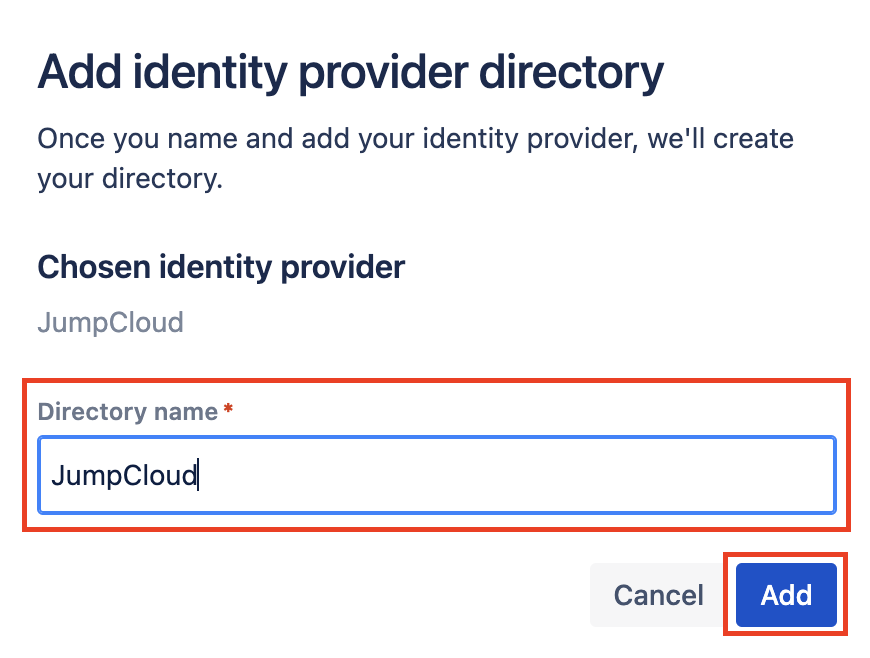 Add identity provider directory
Once you name and add your identity provider, we'll create
your directory.
Chosen identity provider
JumpCloud
Directory name *
JumpCloud
Cancel
Add